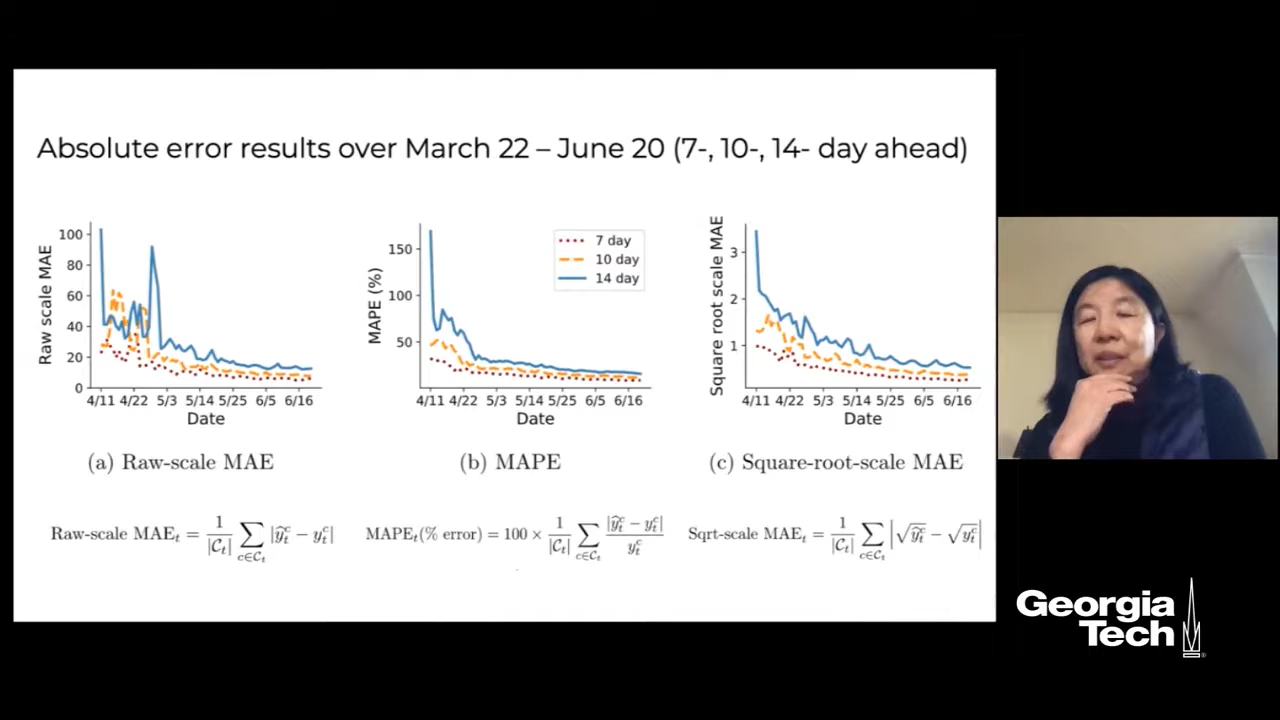 Absolute error results over March 22 – June 20 (7-, 10-, 14- day ahead)
Raw scale MAE
100
80
60
40
20
0
4/11 4/22 5/3 5/14 5/25 6/5 6/16
Date
(a) Raw-scale MAE
MAPE (%)
150
100
50
7 day
10 day
14 day
4/11 4/22 5/3 5/14 5/25 6/5 6/16
Date
(b) MAPE
Square root scale MAE
3
2
1
4/11 4/22 5/3 5/14 5/25 6/5 6/16
Date
(c) Square-root-scale MAE
Raw-scale MAE_t = 1/|C_t| ∑_{c∈C_t} |ŷ_t^c − y_t^c|
MAPE_t(% error) = 100 × 1/|C_t| ∑_{c∈C_t} |ŷ_t^c − y_t^c| / y_t^c
Sqrt-scale MAE_t = 1/|C_t| ∑_{c∈C_t} |√ŷ_t^c − √y_t^c|
Georgia
Tech